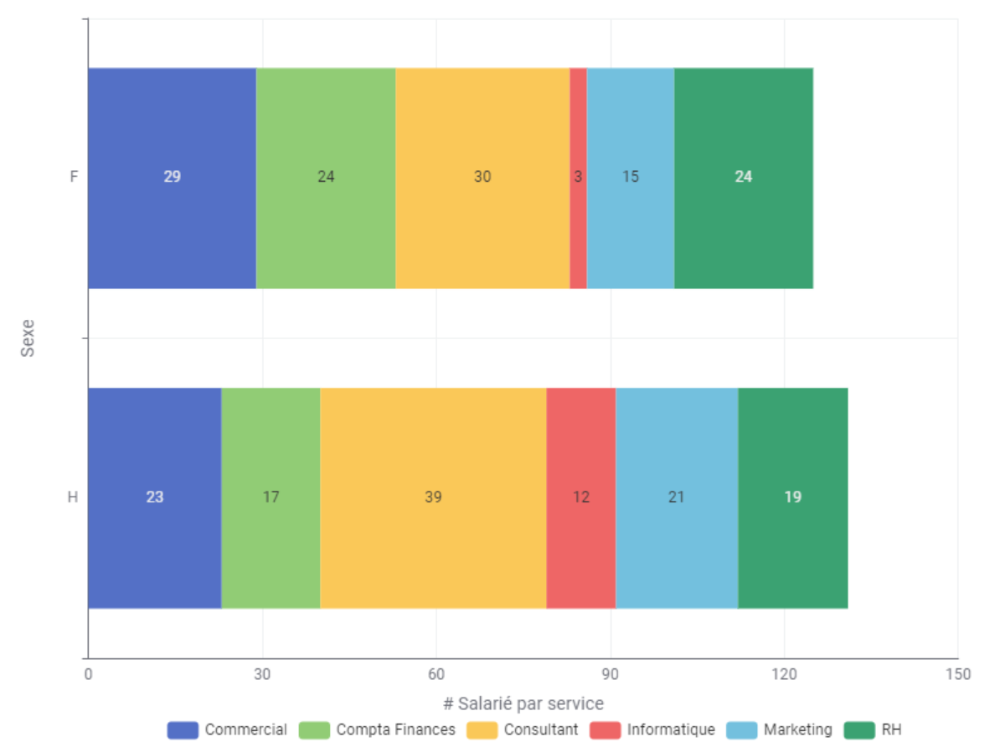 F
29 24 30 3 15 24
Sexe
H
23 17 39 12 21 19
0 30 60 90 120 150
# Salarié par service
Commercial Compta Finances Consultant Informatique Marketing RH